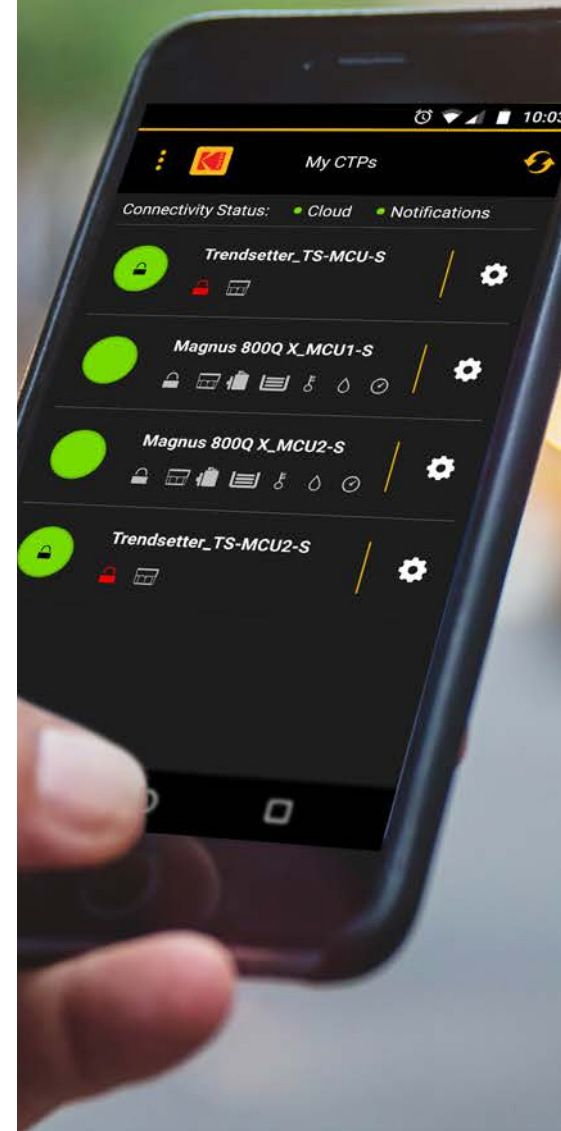 10:03
My CTPs
Connectivity Status: Cloud Notifications
Trendsetter_TS-MCU-S
Magnus 800Q X_MCU1-S
Magnus 800Q X_MCU2-S
Trendsetter_TS-MCU2-S